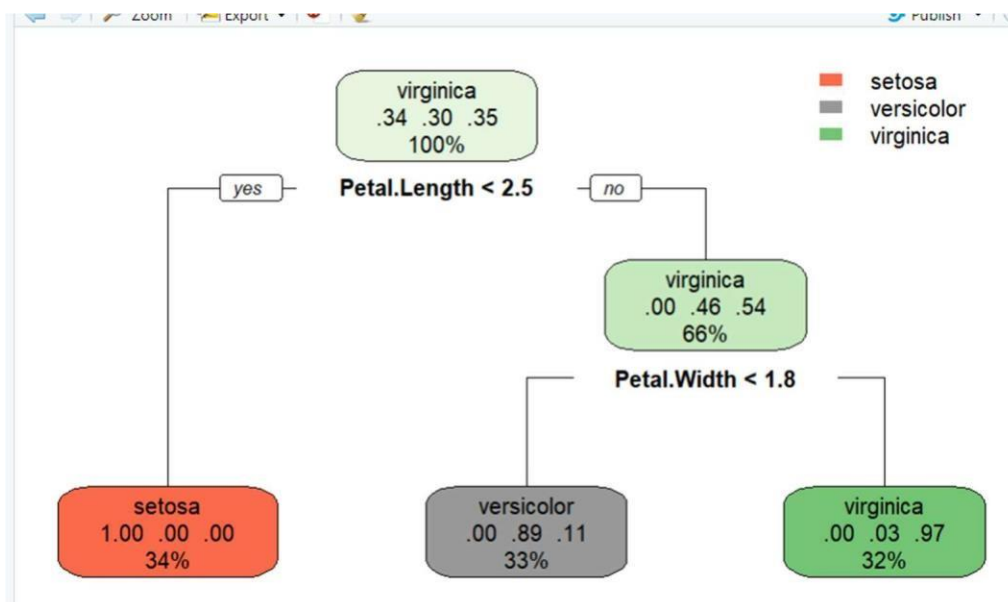 Zoom Export Publish
setosa
versicolor
virginica
virginica
.34 .30 .35
100%
yes Petal.Length < 2.5 no
virginica
.00 .46 .54
66%
Petal.Width < 1.8
setosa
1.00 .00 .00
34%
versicolor
.00 .89 .11
33%
virginica
.00 .03 .97
32%